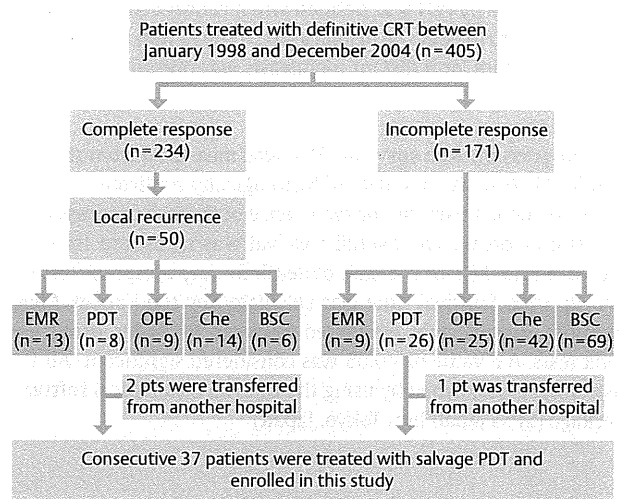 Patients treated with definitive CRT between
January 1998 and December 2004 (n=405)
Complete response
(n=234)
Incomplete response
(n=171)
Local recurrence
(n=50)
EMR
(n=13)
PDT
(n=8)
OPE
(n=9)
Che
(n=14)
BSC
(n=6)
EMR
(n=9)
PDT
(n=26)
OPE
(n=25)
Che
(n=42)
BSC
(n=69)
2 pts were transferred
from another hospital
1 pt was transferred
from another hospital
Consecutive 37 patients were treated with salvage PDT and
enrolled in this study